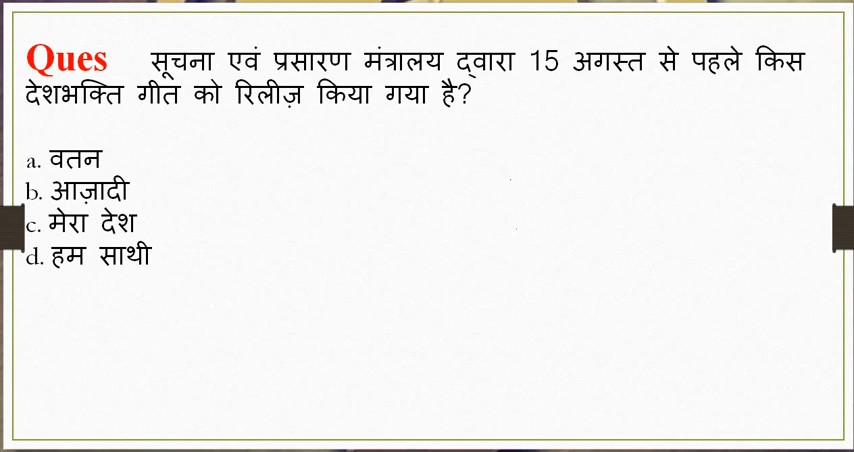 Ques सूचना एवं प्रसारण मंत्रालय द्वारा 15 अगस्त से पहले किस
देशभक्ति गीत को रिलीज़ किया गया है?
a. वतन
b. आज़ादी
c. मेरा देश
d. हम साथी